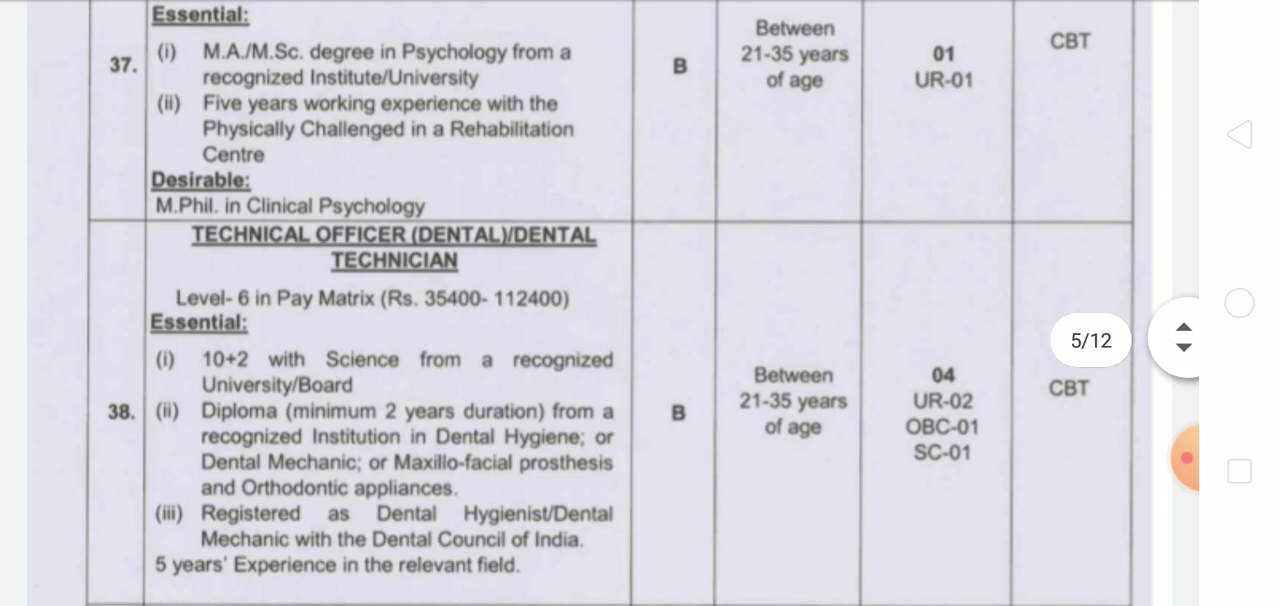 Essential:
37.
(i) M.A./M.Sc. degree in Psychology from a
recognized Institute/University
(ii) Five years working experience with the
Physically Challenged in a Rehabilitation
Centre
Desirable:
M.Phil. in Clinical Psychology
B
Between
21-35 years
of age
01
UR-01
CBT
TECHNICAL OFFICER (DENTAL)/DENTAL
TECHNICIAN
Level- 6 in Pay Matrix (Rs. 35400- 112400)
Essential:
38.
(i) 10+2 with Science from a recognized
University/Board
(ii) Diploma (minimum 2 years duration) from a
recognized Institution in Dental Hygiene; or
Dental Mechanic; or Maxillo-facial prosthesis
and Orthodontic appliances.
(iii) Registered as Dental Hygienist/Dental
Mechanic with the Dental Council of India.
5 years' Experience in the relevant field.
B
Between
21-35 years
of age
04
UR-02
OBC-01
SC-01
CBT
5/12